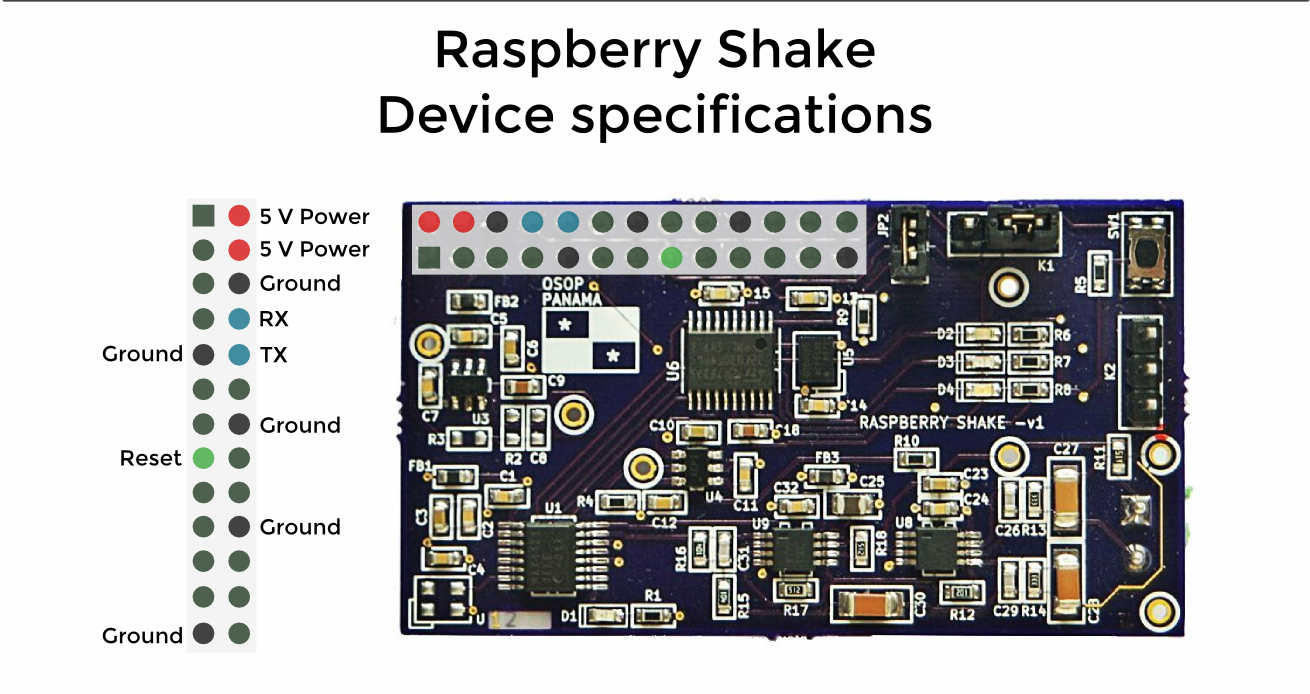 Raspberry Shake
Device specifications
5 V Power
5 V Power
Ground
RX
Ground
TX
Ground
Reset
Ground
Ground
JP2
K1
SW1
R5
OSOP
PANAMA
FB2
C5
C6
C9
C7
U3
R3
R2
C8
15
R9
U5
U6
14
D2
R6
D3
R7
D4
R8
K2
RASPBERRY SHAKE -v1
C10
C18
R10
R11
C27
FB1
C1
R4
C12
U4
C11
FB3
C32
C25
C23
C24
C3
C2
U1
U9
U8
R18
C26
R13
C4
R16
C31
R15
R17
C30
R12
C29
R14
C28
U
1 2
D1
R1